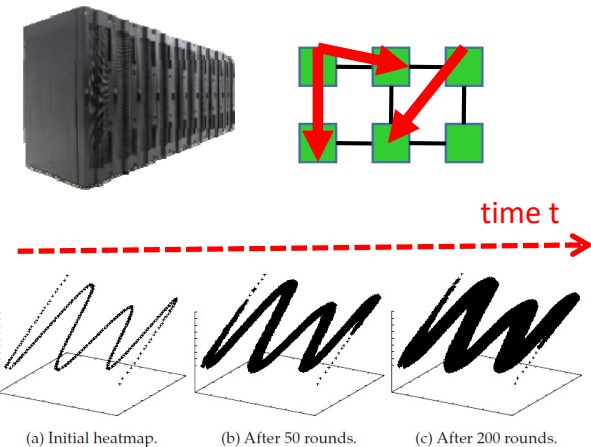 time t
(a) Initial heatmap.
(b) After 50 rounds.
(c) After 200 rounds.